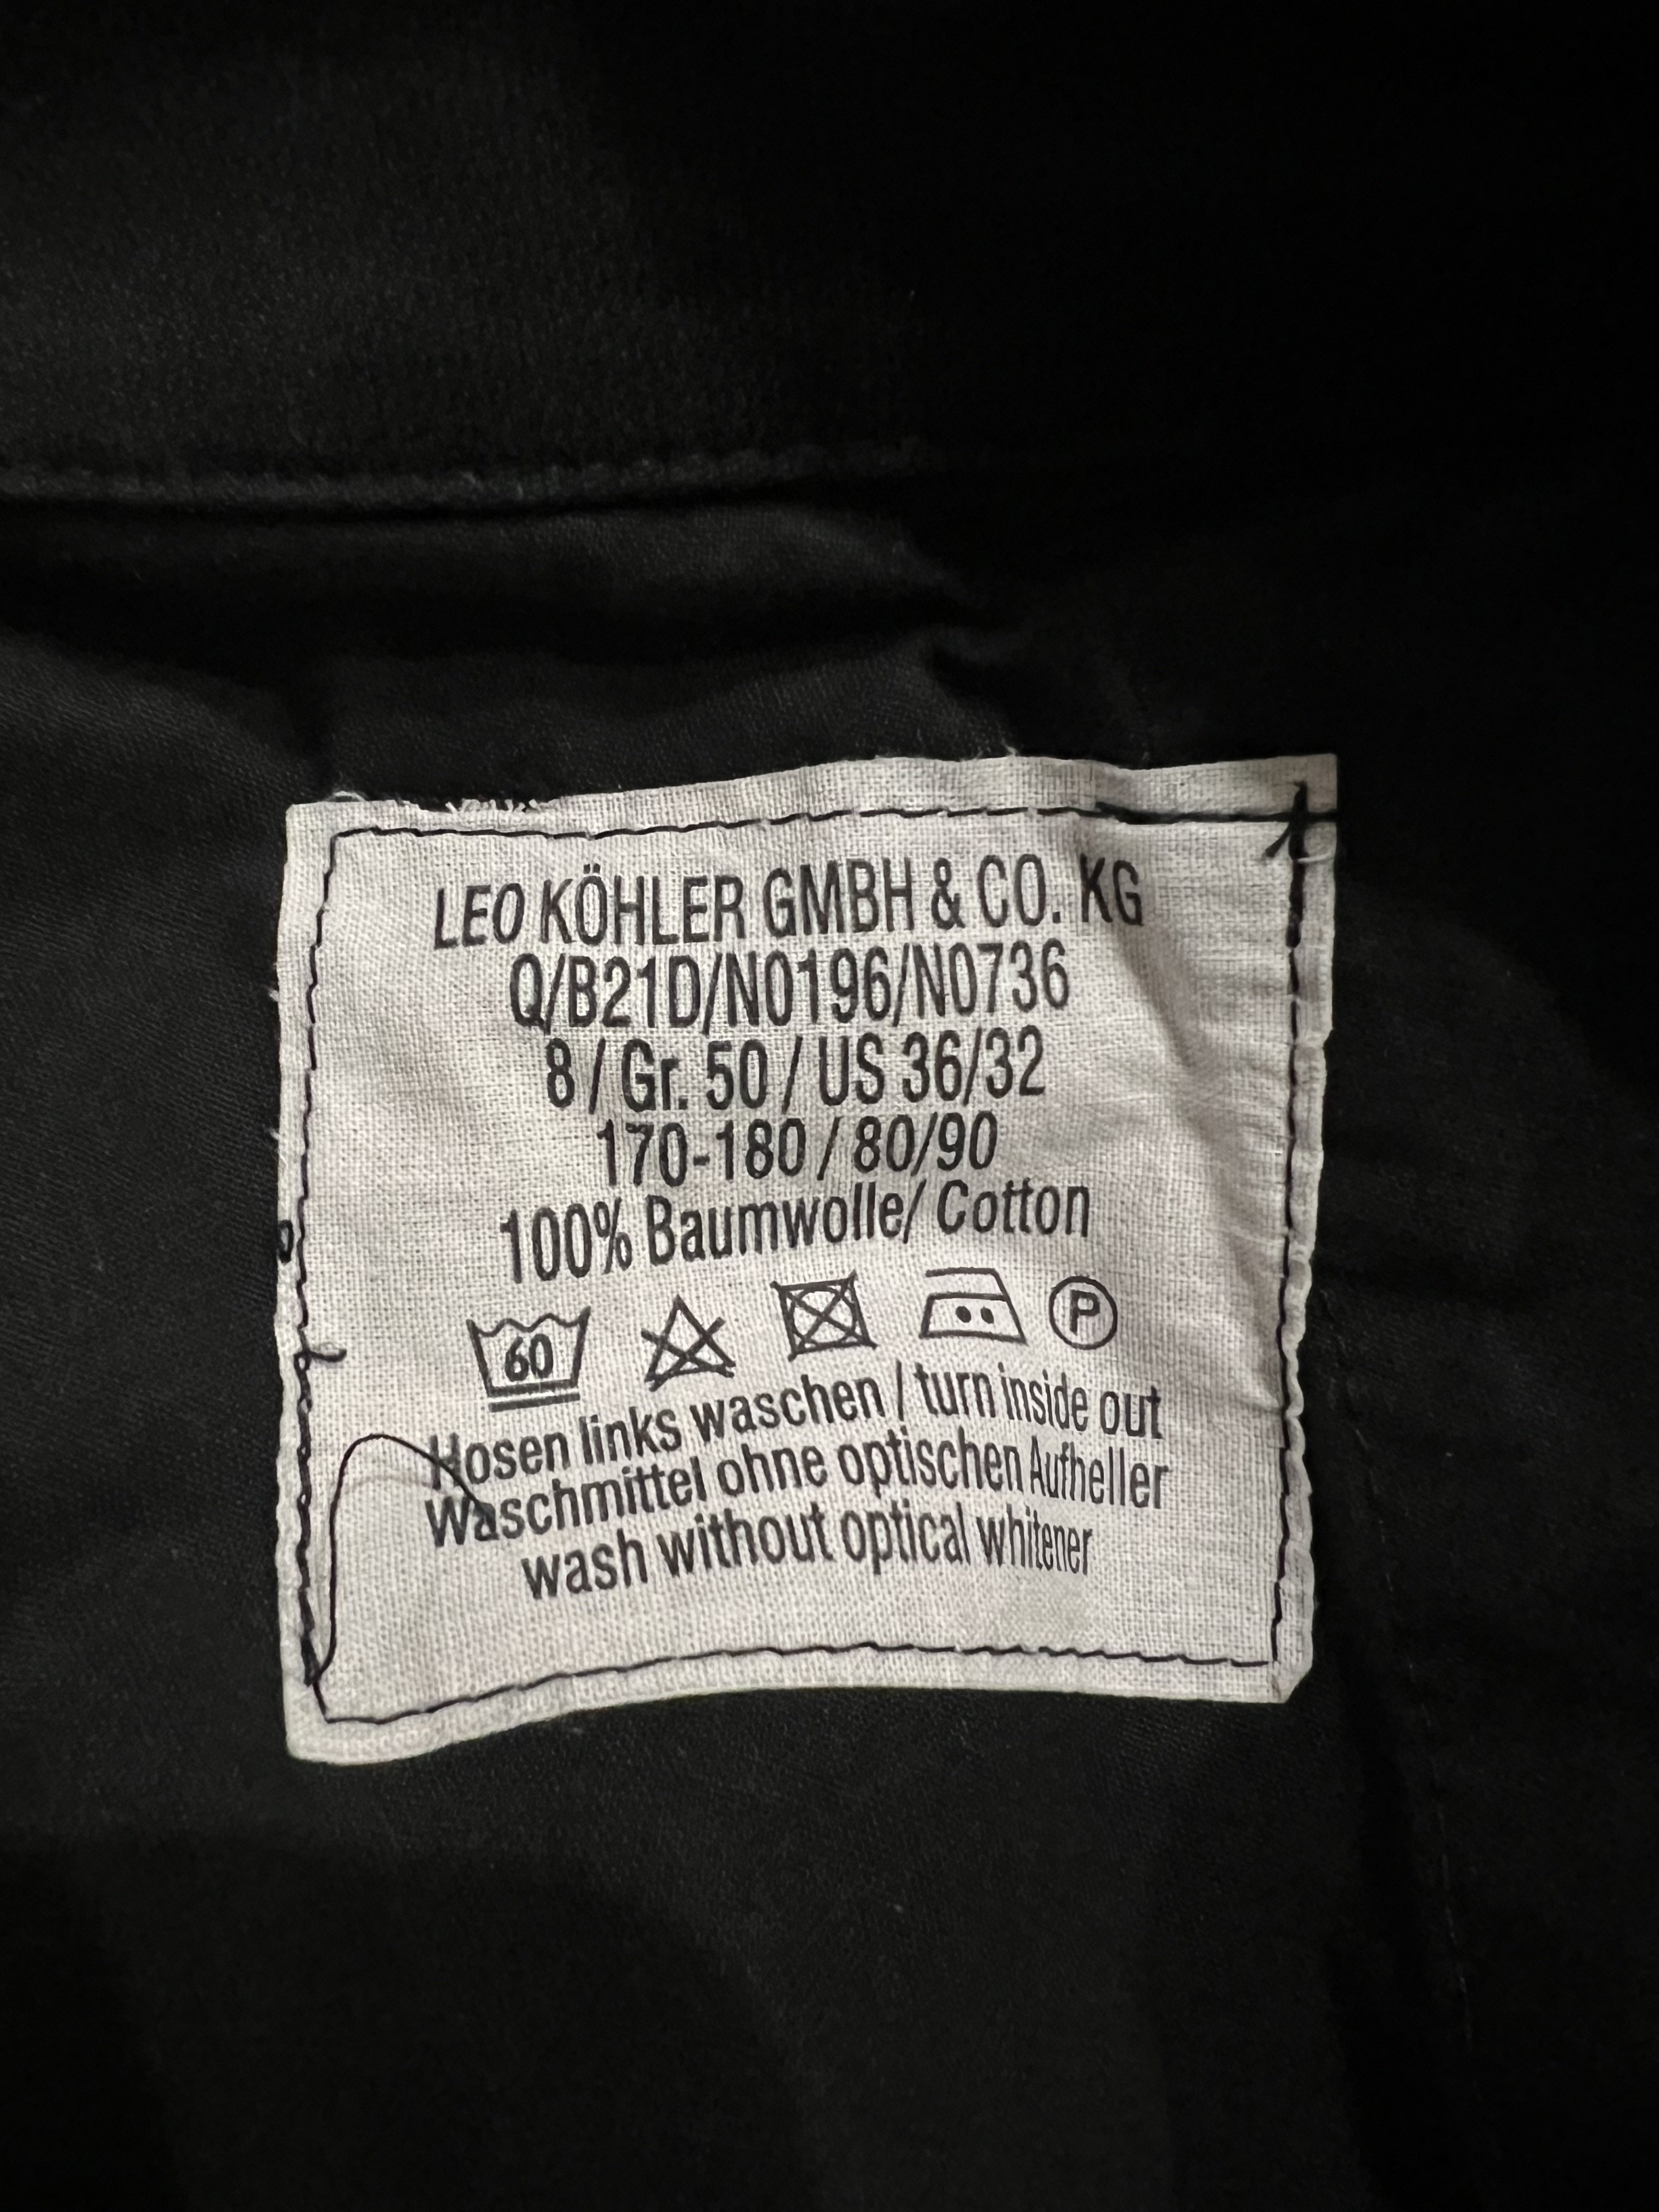 LEO KÖHLER GMBH & CO. KG
Q/B21D/N0196/N0736
8 / Gr. 50 / US 36/32
170-180 / 80/90
100% Baumwolle/ Cotton
60 P
Hosen links waschen / turn inside out
Waschmittel ohne optischen Aufheller
wash without optical whitener